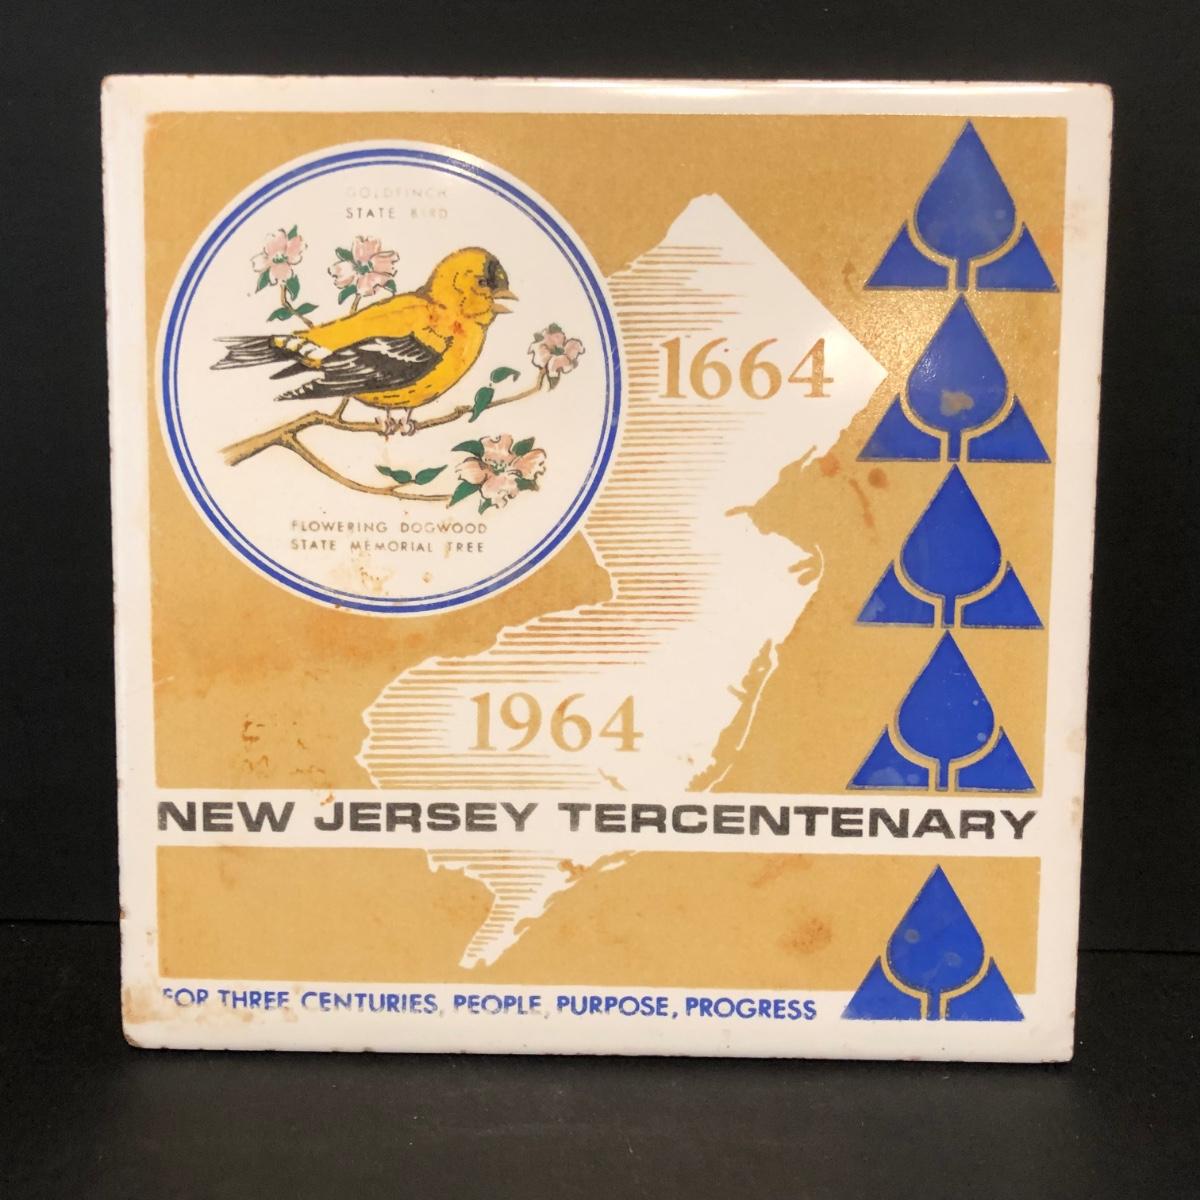 GOLDFINCH
STATE BIRD
FLOWERING DOGWOOD
STATE MEMORIAL TREE
1664
1964
NEW JERSEY TERCENTENARY
FOR THREE CENTURIES, PEOPLE, PURPOSE, PROGRESS